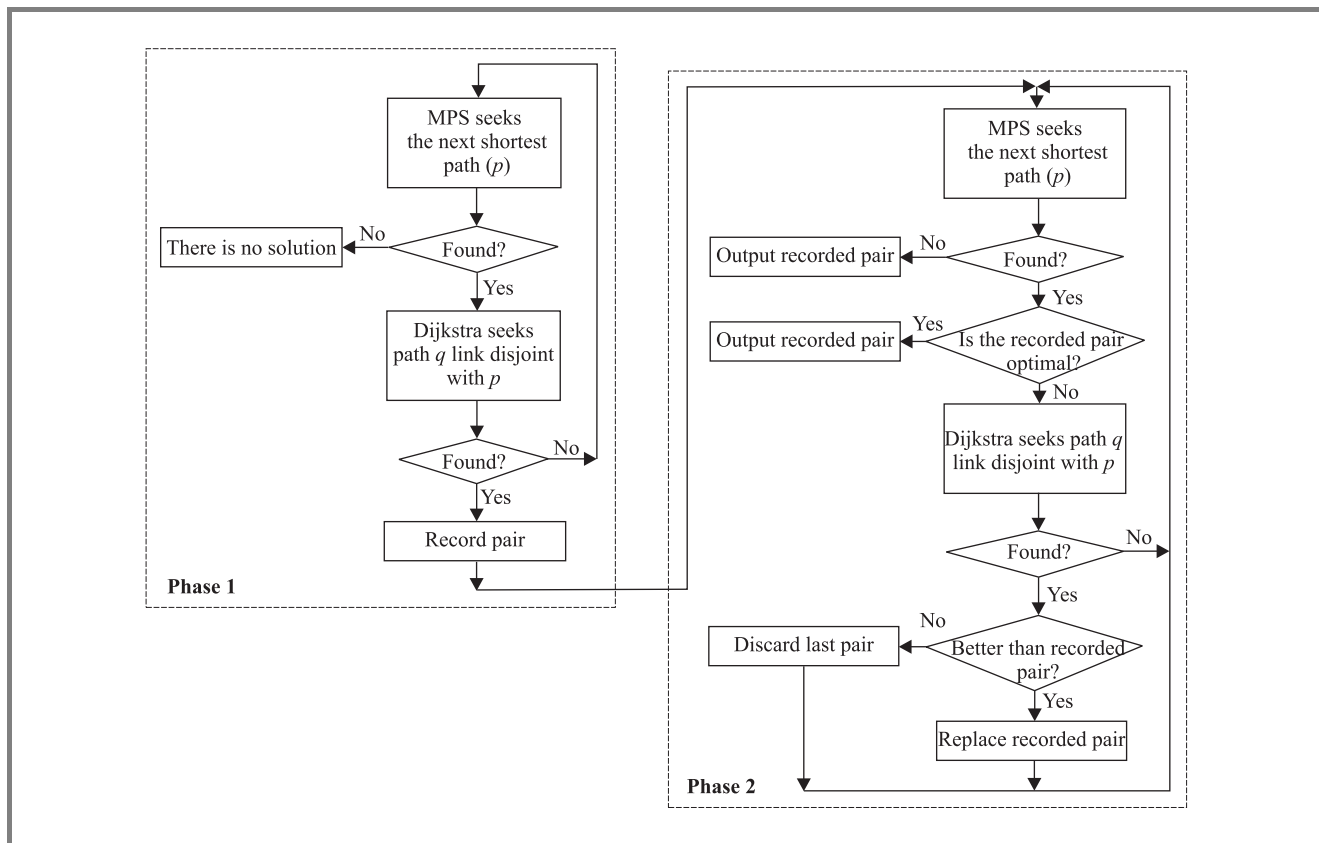 MPS seeks
the next shortest
path (p)
No
There is no solution
Found?
Yes
Dijkstra seeks
path q link disjoint
with p
Found?
No
Yes
Record pair
Phase 1
MPS seeks
the next shortest
path (p)
No
Output recorded pair
Found?
Yes
Yes
Output recorded pair
Is the recorded pair
optimal?
No
Dijkstra seeks path q
link disjoint with p
Found?
No
Yes
No
Discard last pair
Better than recorded
pair?
Yes
Replace recorded pair
Phase 2